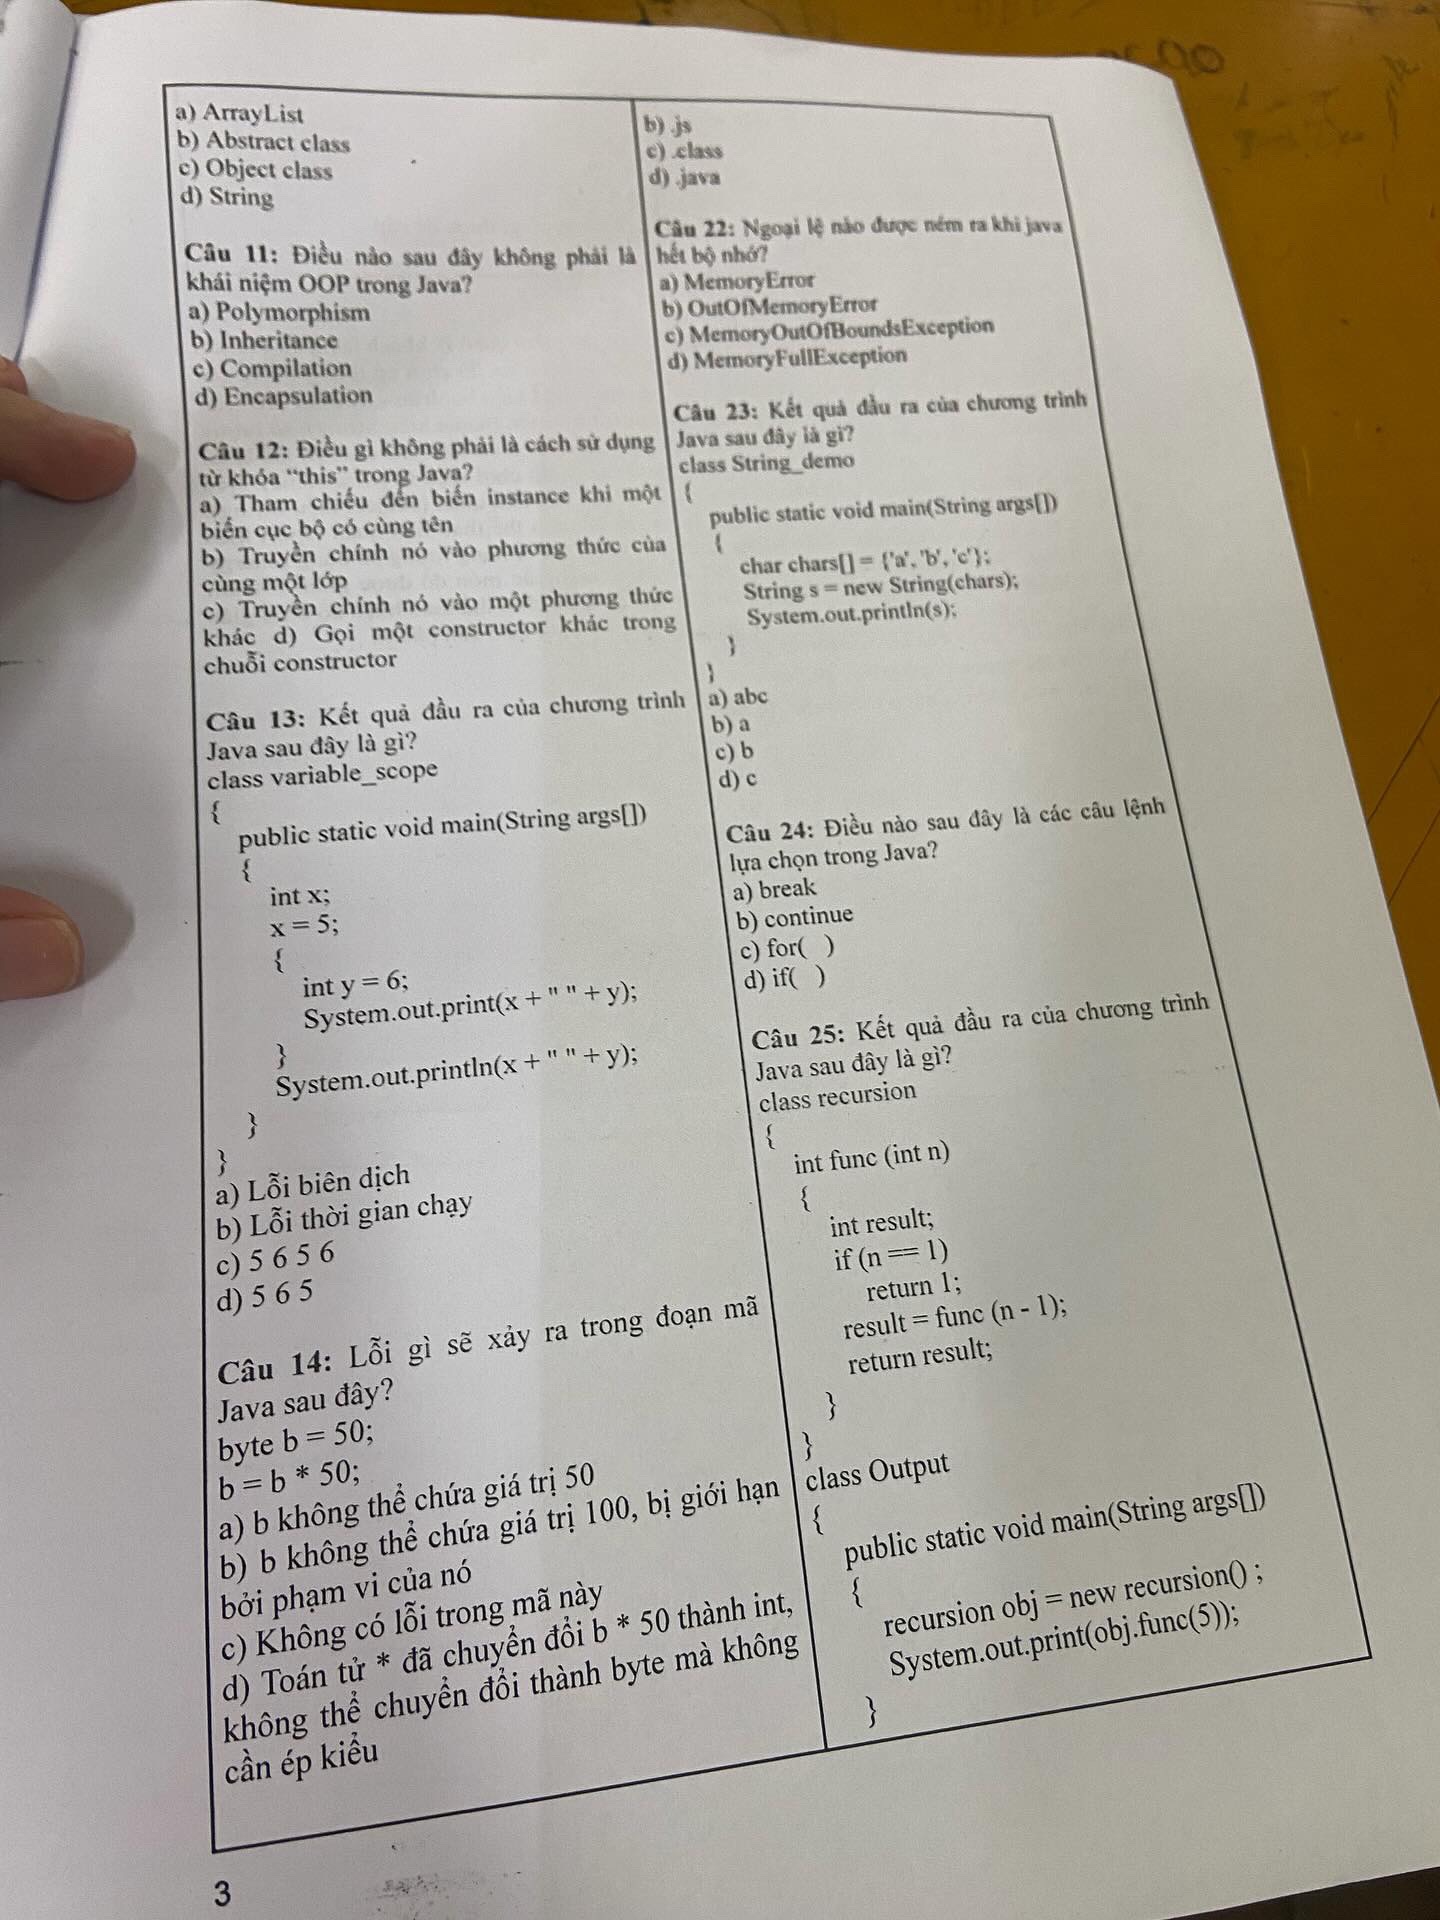 a) ArrayList
b) Abstract class
c) Object class
d) String
Câu 11: Điều nào sau đây không phải là
khái niệm OOP trong Java?
a) Polymorphism
b) Inheritance
c) Compilation
d) Encapsulation
Câu 12: Điều gì không phải là cách sử dụng
từ khóa “this” trong Java?
a) Tham chiếu đến biến instance khi một
biến cục bộ có cùng tên
b) Truyền chính nó vào phương thức của
cùng một lớp
c) Truyền chính nó vào một phương thức
khác d) Gọi một constructor khác trong
chuỗi constructor
Câu 13: Kết quả đầu ra của chương trình
Java sau đây là gì?
class variable_scope
{
public static void main(String args[])
{
int x;
x = 5;
{
int y = 6;
System.out.print(x + " " + y);
}
System.out.println(x + " " + y);
}
}
a) Lỗi biên dịch
b) Lỗi thời gian chạy
c) 5 6 5 6
d) 5 6 5
Câu 14: Lỗi gì sẽ xảy ra trong đoạn mã
Java sau đây?
byte b = 50;
b = b * 50;
a) b không thể chứa giá trị 50
b) b không thể chứa giá trị 100, bị giới hạn
bởi phạm vi của nó
c) Không có lỗi trong mã này
d) Toán tử * đã chuyển đổi b * 50 thành int,
không thể chuyển đổi thành byte mà không
cần ép kiểu
b) .js
c) .class
d) .java
Câu 22: Ngoại lệ nào được ném ra khi java
hết bộ nhớ?
a) MemoryError
b) OutOfMemoryError
c) MemoryOutOfBoundsException
d) MemoryFullException
Câu 23: Kết quả đầu ra của chương trình
Java sau đây là gì?
class String_demo
{
public static void main(String args[])
{
char chars[] = {'a', 'b', 'c'};
String s = new String(chars);
System.out.println(s);
}
}
a) abc
b) a
c) b
d) c
Câu 24: Điều nào sau đây là các câu lệnh
lựa chọn trong Java?
a) break
b) continue
c) for( )
d) if( )
Câu 25: Kết quả đầu ra của chương trình
Java sau đây là gì?
class recursion
{
int func (int n)
{
int result;
if (n == 1)
return 1;
result = func (n - 1);
return result;
}
}
class Output
{
public static void main(String args[])
{
recursion obj = new recursion() ;
System.out.print(obj.func(5));
}
3